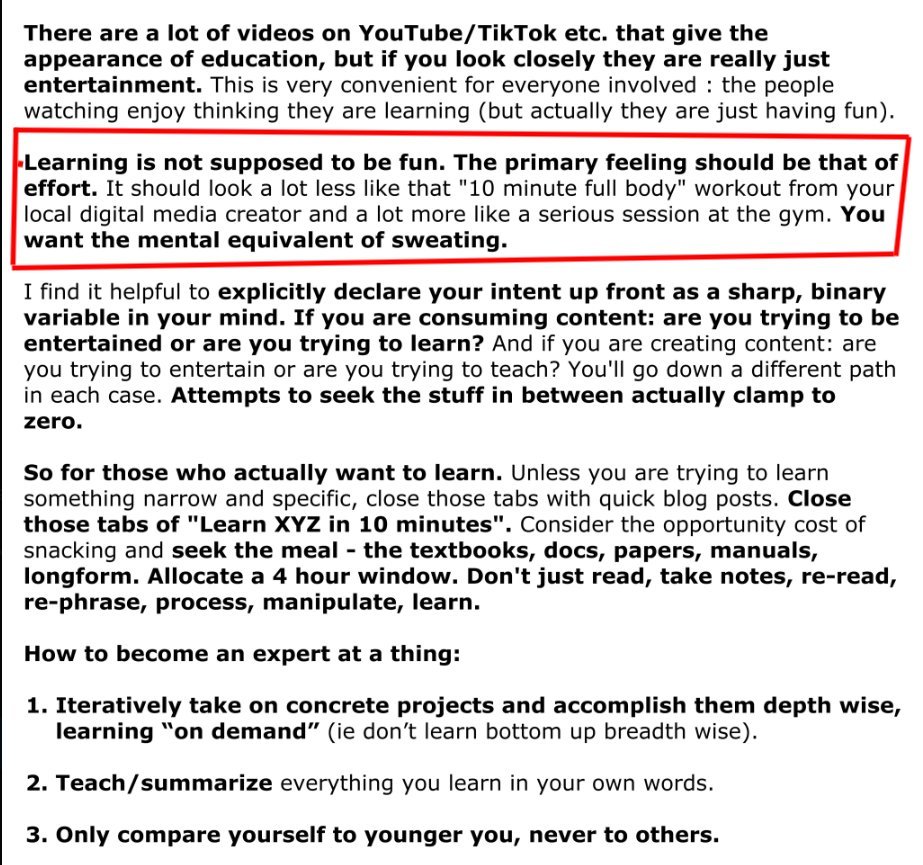 There are a lot of videos on YouTube/TikTok etc. that give the
appearance of education, but if you look closely they are really just
entertainment. This is very convenient for everyone involved : the people
watching enjoy thinking they are learning (but actually they are just having fun).
Learning is not supposed to be fun. The primary feeling should be that of
effort. It should look a lot less like that "10 minute full body" workout from your
local digital media creator and a lot more like a serious session at the gym. You
want the mental equivalent of sweating.
I find it helpful to explicitly declare your intent up front as a sharp, binary
variable in your mind. If you are consuming content: are you trying to be
entertained or are you trying to learn? And if you are creating content: are
you trying to entertain or are you trying to teach? You'll go down a different path
in each case. Attempts to seek the stuff in between actually clamp to
zero.
So for those who actually want to learn. Unless you are trying to learn
something narrow and specific, close those tabs with quick blog posts. Close
those tabs of "Learn XYZ in 10 minutes". Consider the opportunity cost of
snacking and seek the meal - the textbooks, docs, papers, manuals,
longform. Allocate a 4 hour window. Don't just read, take notes, re-read,
re-phrase, process, manipulate, learn.
How to become an expert at a thing:
1. Iteratively take on concrete projects and accomplish them depth wise,
learning “on demand” (ie don’t learn bottom up breadth wise).
2. Teach/summarize everything you learn in your own words.
3. Only compare yourself to younger you, never to others.